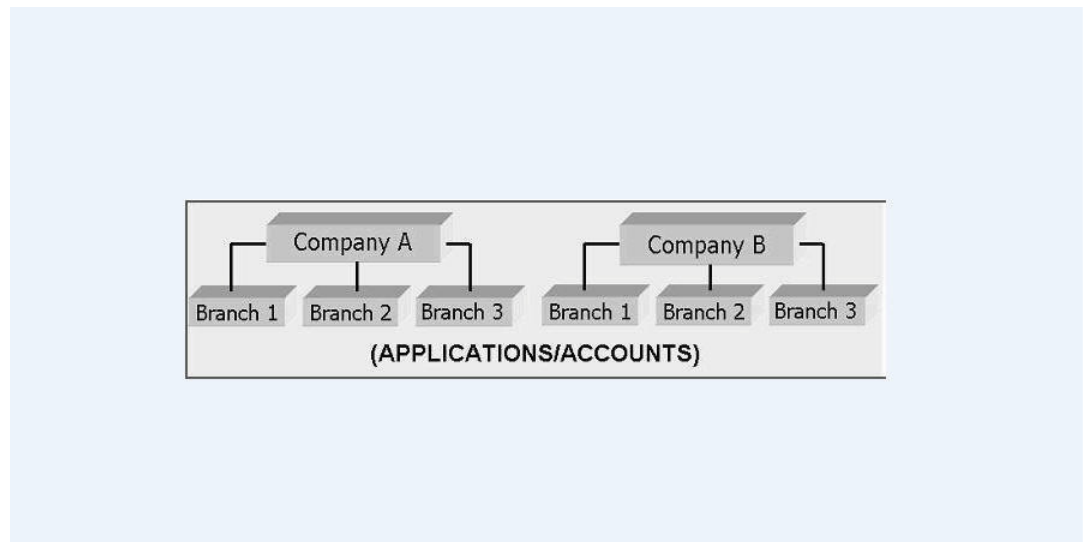 Company A
Company B
Branch 1
Branch 2
Branch 3
Branch 1
Branch 2
Branch 3
(APPLICATIONS/ACCOUNTS)